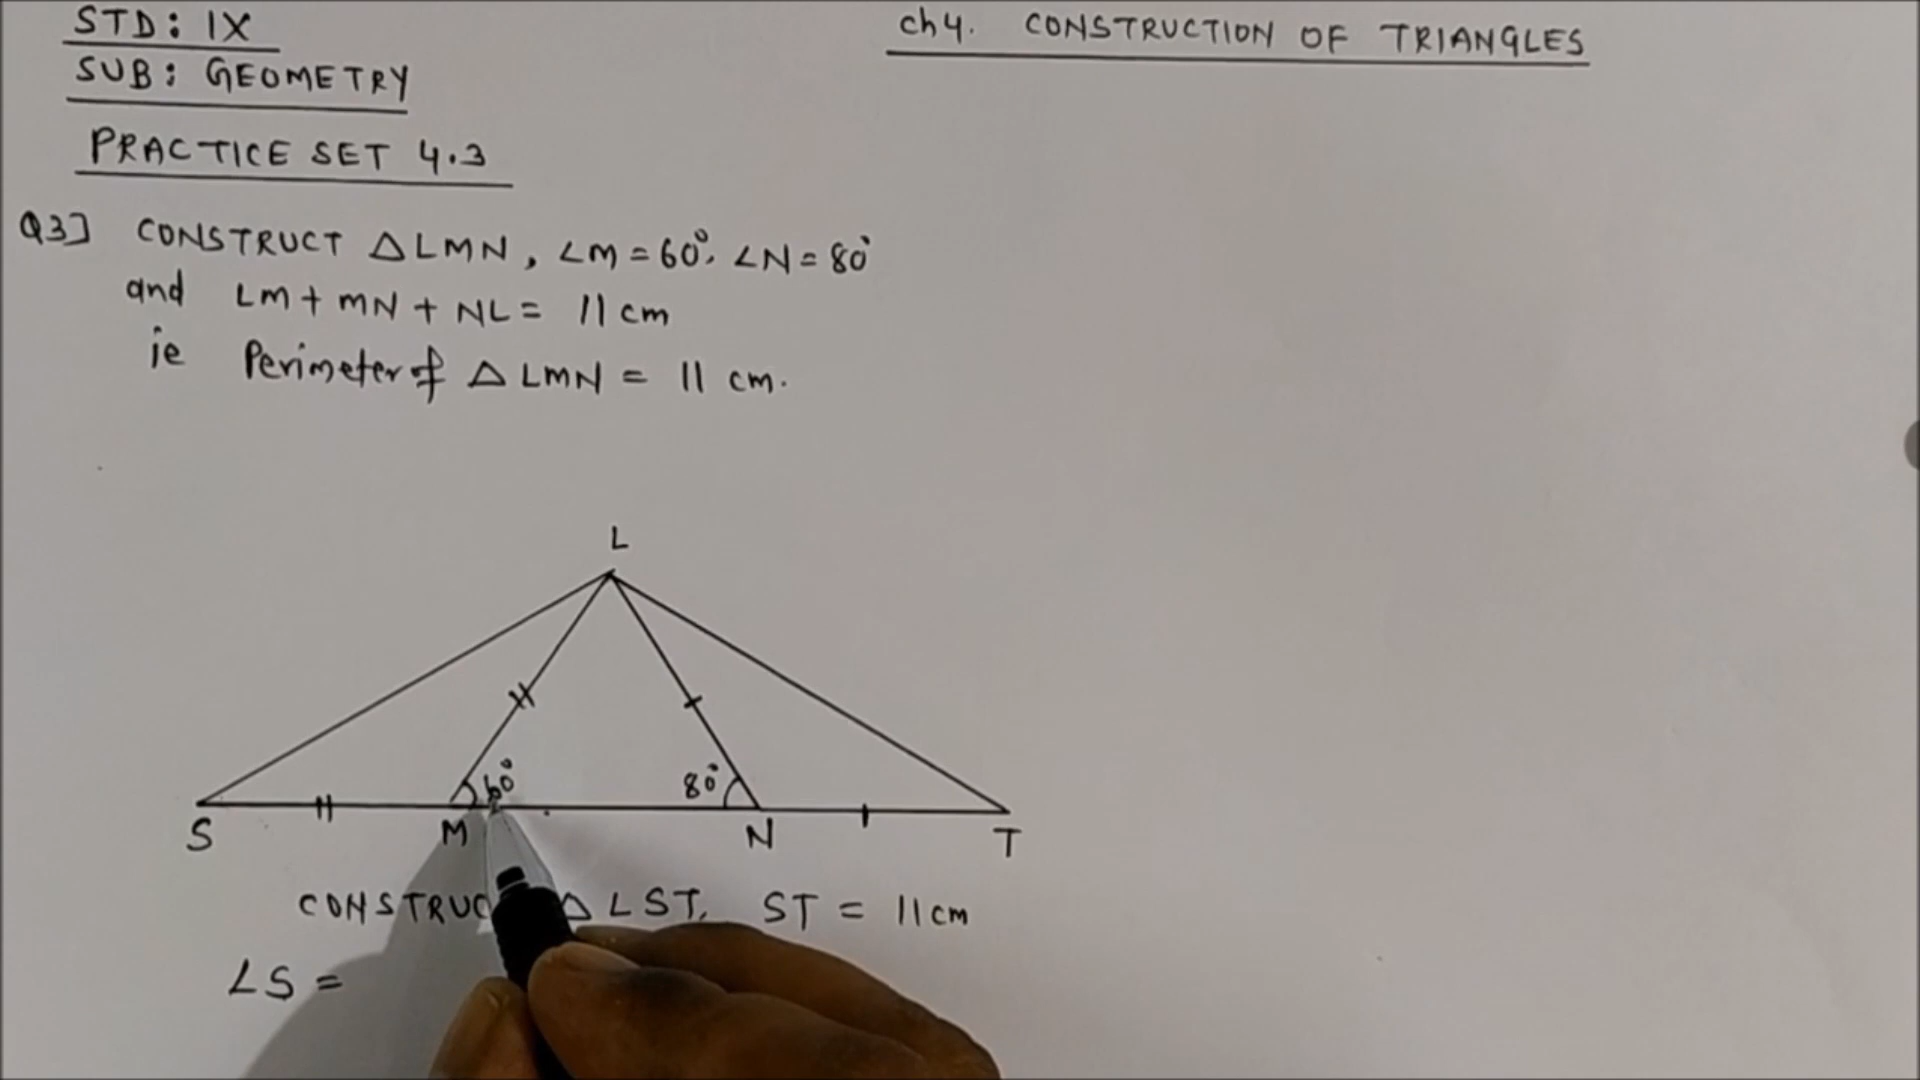 STD: IX
SUB: GEOMETRY
ch4. CONSTRUCTION OF TRIANGLES
PRACTICE SET 4.3
Q3] CONSTRUCT △LMN, ∠M = 60°, ∠N = 80°
and LM + MN + NL = 11 cm
ie Perimeter of △LMN = 11 cm.
L
60° 80°
S M N T
△LST, ST = 11cm
∠S =